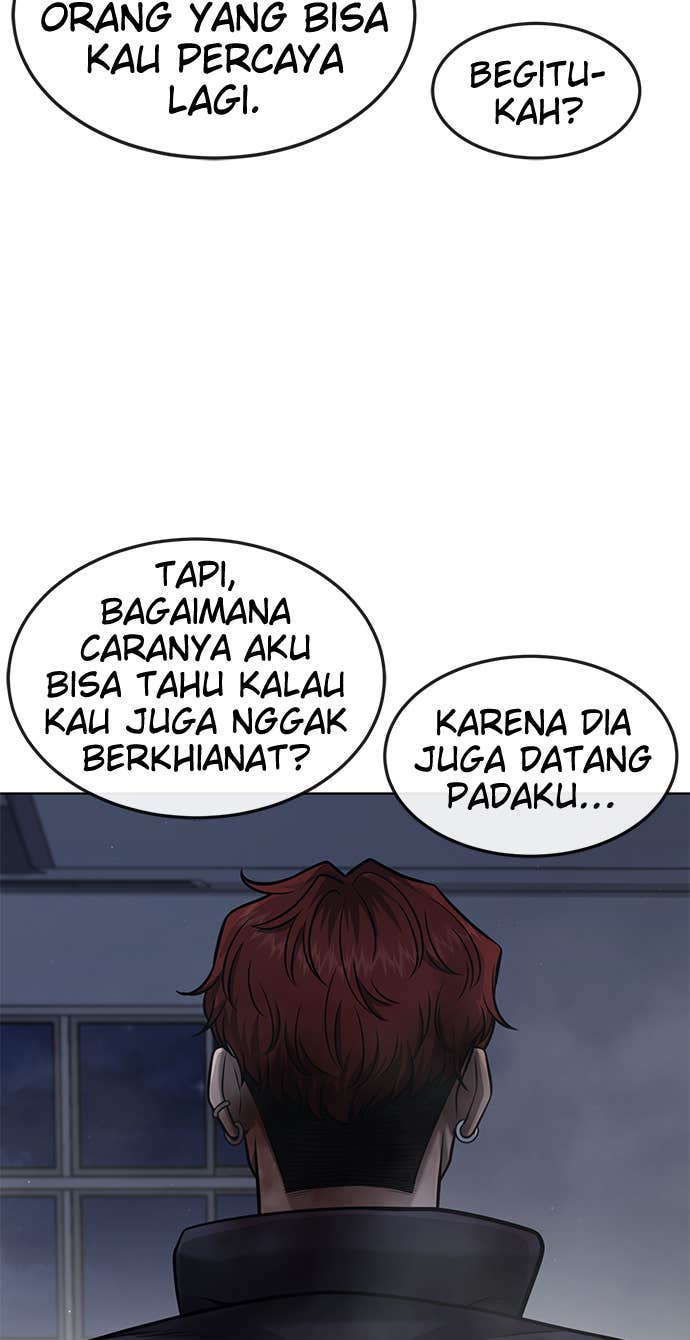 ORANG YANG BISA
KAU PERCAYA
LAGI.
BEGITU-
KAH?
TAPI,
BAGAIMANA
CARANYA AKU
BISA TAHU KALAU
KAU JUGA NGGAK
BERKHIANAT?
KARENA DIA
JUGA DATANG
PADAKU...